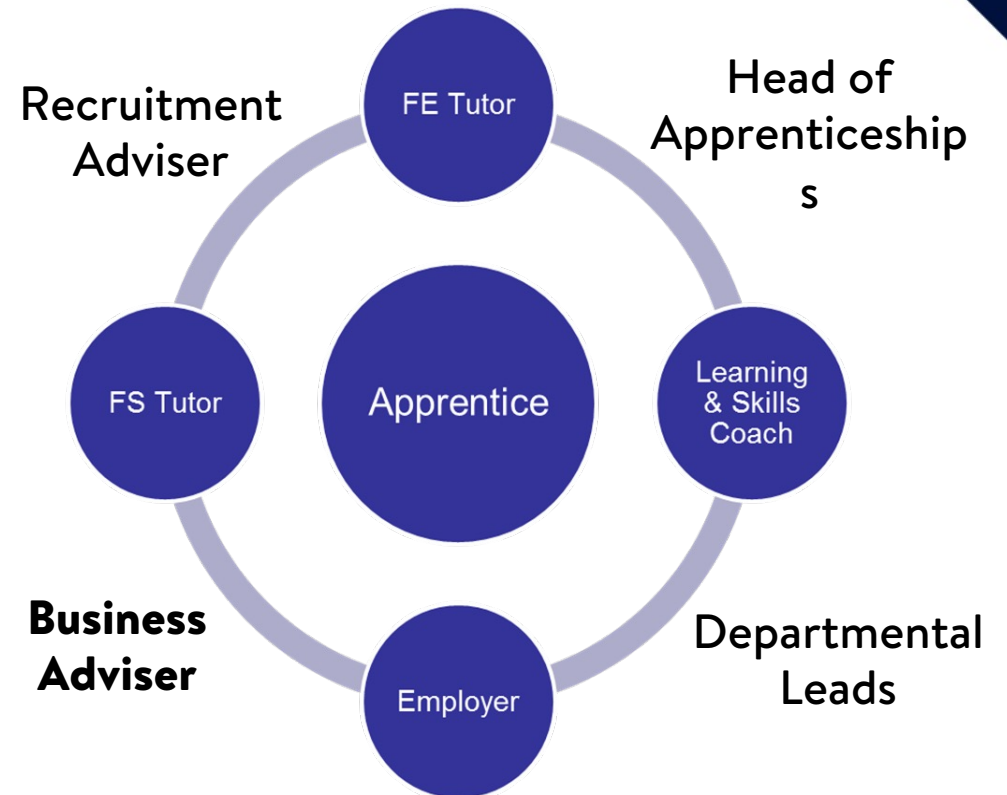 FE Tutor
Recruitment
Adviser
Head of
Apprenticeship
s
FS Tutor
Apprentice
Learning
& Skills
Coach
Business
Adviser
Employer
Departmental
Leads